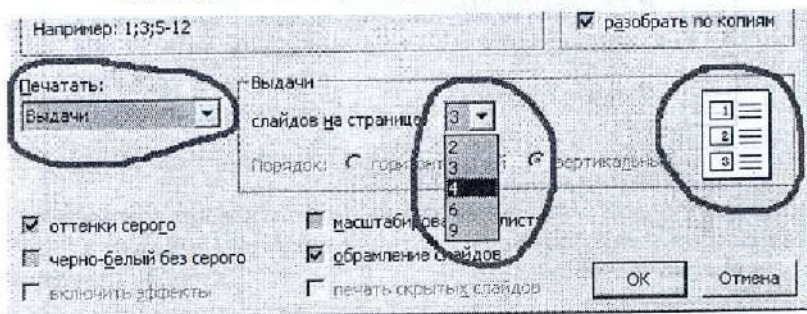 Например: 1;3;5-12
разобрать по копиям
Печатать:
Выдачи
Выдачи
слайдов на странице 3
2
3
4
6
9
Порядок:
1
2
3
оттенки серого
черно-белый без серого
обрамление слайдов
включить эффекты
печать скрытых слайдов
OK
Отмена